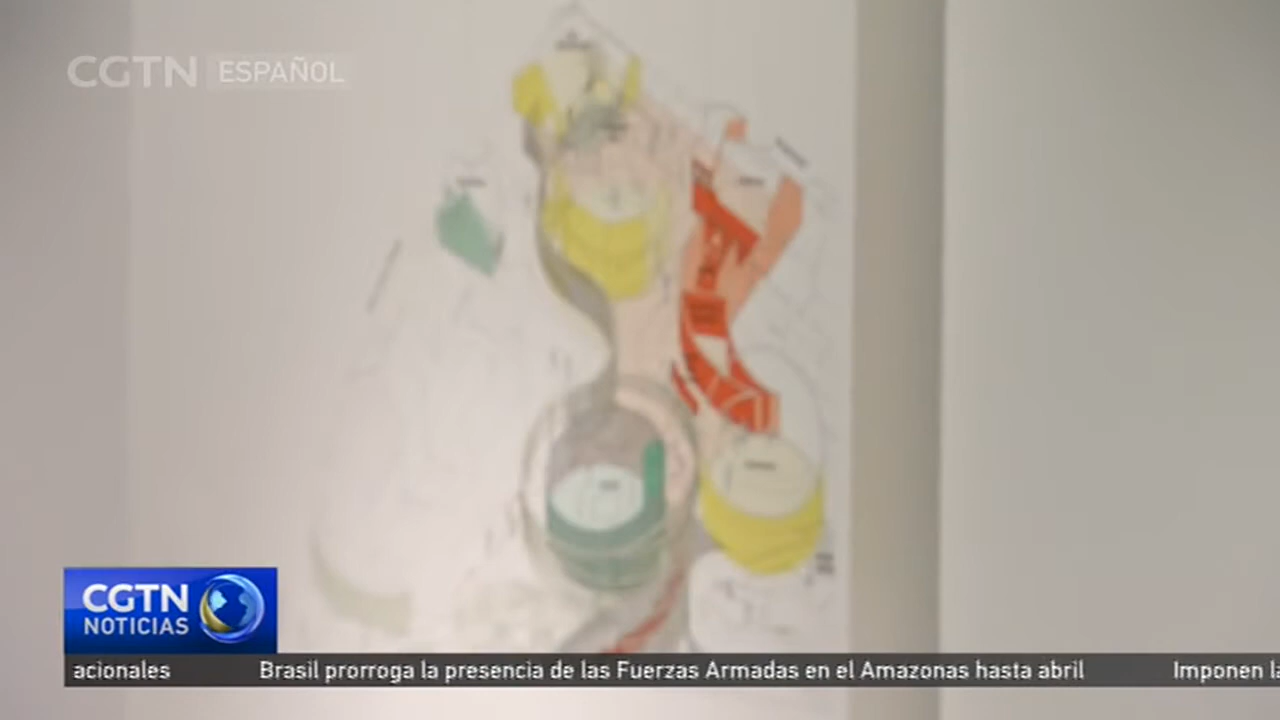 CGTN ESPAÑOL
CGTN
NOTICIAS
acionales Brasil prorroga la presencia de las Fuerzas Armadas en el Amazonas hasta abril Imponen la